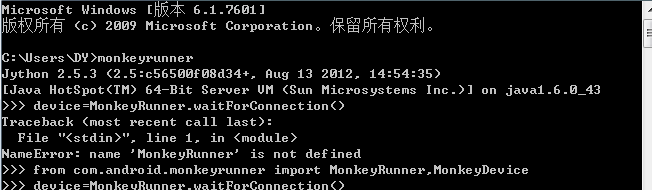 Microsoft Windows [版本 6.1.7601]
版权所有 (c) 2009 Microsoft Corporation。保留所有权利。
C:\Users\DY>monkeyrunner
Jython 2.5.3 (2.5:c56500f08d34+, Aug 13 2012, 14:54:35)
[Java HotSpot(TM) 64-Bit Server VM (Sun Microsystems Inc.)] on java1.6.0_43
>>> device=MonkeyRunner.waitForConnection()
Traceback (most recent call last):
  File "<stdin>", line 1, in <module>
NameError: name 'MonkeyRunner' is not defined
>>> from com.android.monkeyrunner import MonkeyRunner,MonkeyDevice
>>> device=MonkeyRunner.waitForConnection()